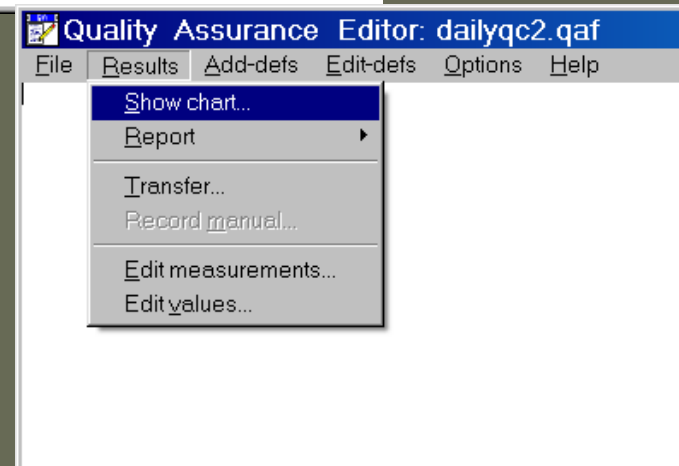 Quality Assurance Editor: dailyqc2.qaf
File Results Add-defs Edit-defs Options Help
Show chart...
Report
Transfer...
Record manual...
Edit measurements...
Edit values...